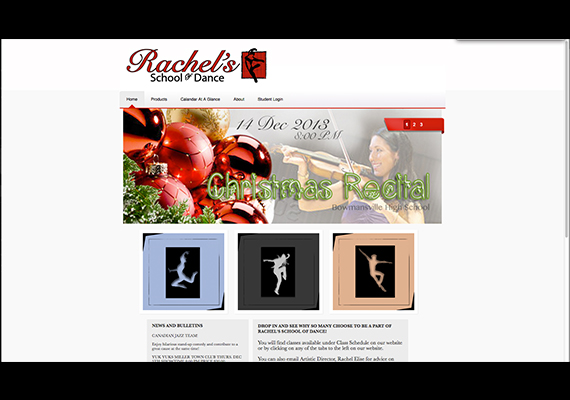 Rachel's
School of Dance
Home Products Calandar At A Glance About Student Login
14 Dec 2013
8:00 PM
1 2 3
Christmas Recital
Bowmansville High School
NEWS AND BULLETINS
CANADIAN JAZZ TEAM
Enjoy hilarious stand-up comedy and contribute to a
great cause at the same time!
YUK YUKS MILLER TOWN CLUB THURS. DEC
DROP IN AND SEE WHY SO MANY CHOOSE TO BE A PART OF
RACHEL'S SCHOOL OF DANCE!
You will find classes available under Class Schedule on our website
or by clicking on any of the tabs to the left on our website.
You can also email Artistic Director, Rachel Elise for advice on